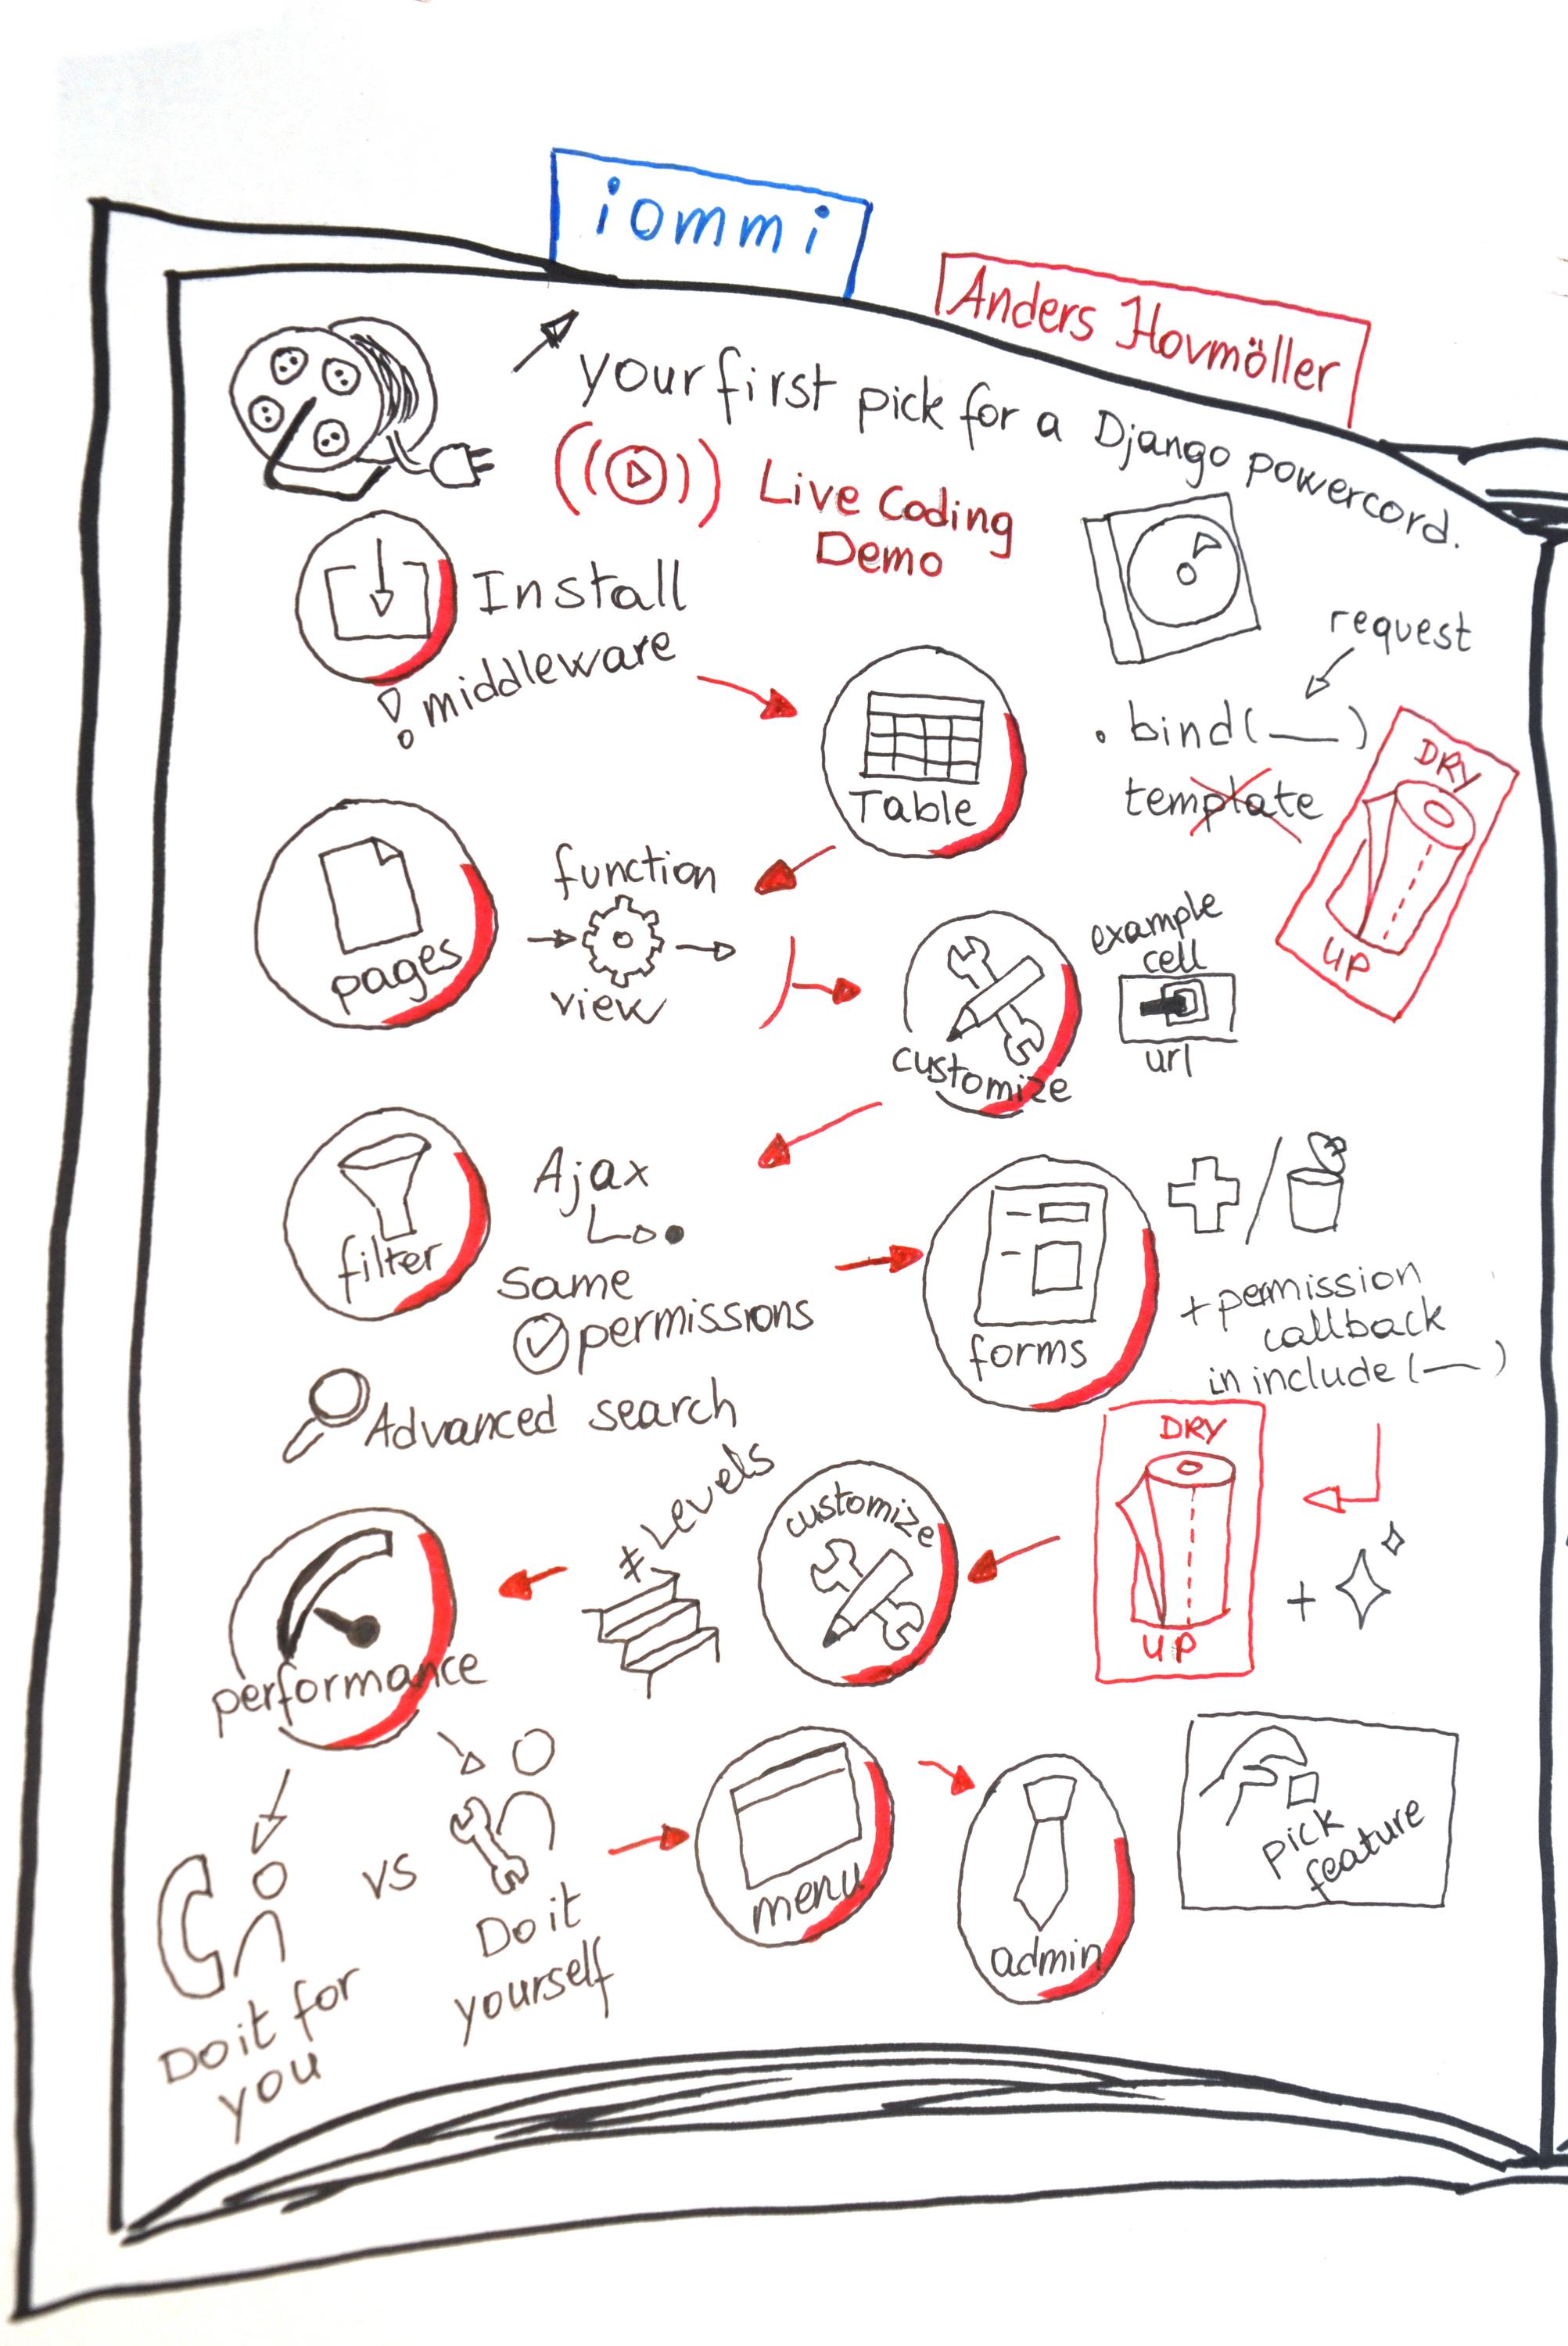 iommi
Anders Hovmöller
your first pick for a Django powercord.
Live Coding
Demo
Install
! middleware
Table
request
.bind(__)
template
DRY
UP
pages
function
view
customize
example
cell
url
filter
Ajax
Same
permissions
Advanced search
forms
+ / 
+ permission
callback
in include (__)
DRY
UP
+
customize
≠ Levels
performance
Do it for
you
vs
Do it
yourself
menu
admin
pick
feature